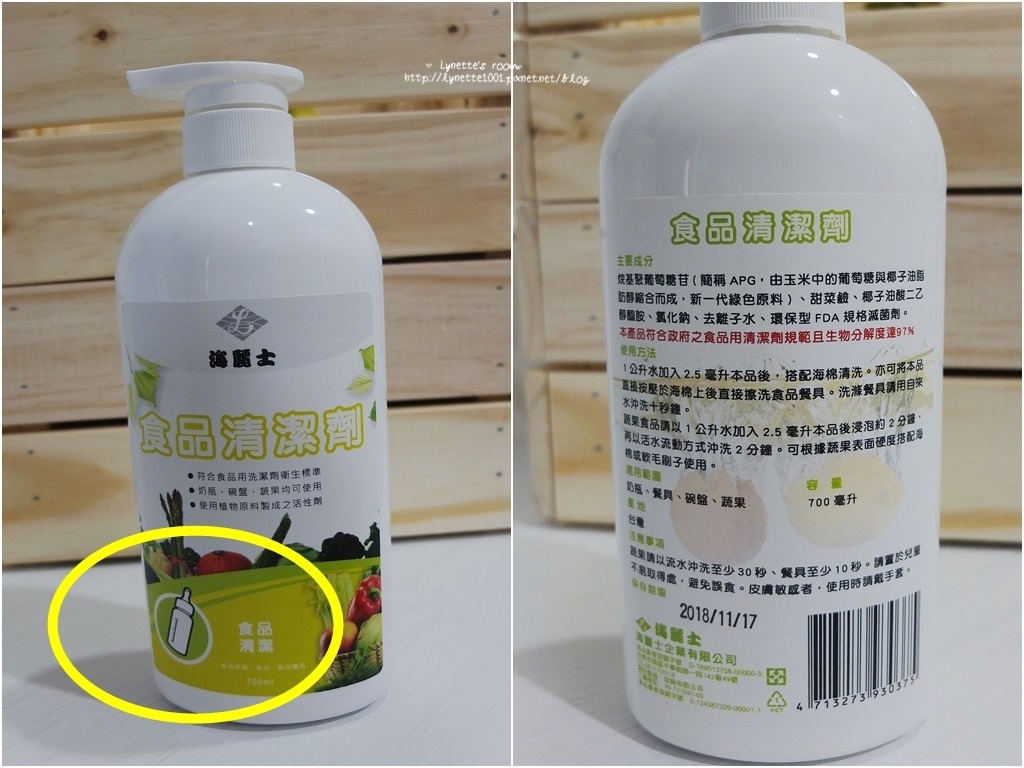 Lynette's room
http://lynette1001.pixnet.net/blog
海麗士
食品清潔劑
●符合食品用洗潔劑衛生標準
●奶瓶、碗盤、蔬果均可使用
●使用植物原料製成之活性劑
食品
清潔
700ml
食品清潔劑
主要成分
烷基聚葡萄糖苷(簡稱 APG,由玉米中的葡萄糖與椰子油脂
肪醇縮合而成,新一代綠色原料)、甜菜鹼、椰子油酸二乙
醇醯胺、氯化鈉、去離子水、環保型 FDA 規格滅菌劑。
本產品符合政府之食品用清潔劑規範且生物分解度達97%
使用方法
1公升水加入 2.5 毫升本品後,搭配海棉清洗。亦可將本品
直接按壓於海棉上後直接擦洗食品餐具。洗滌餐具請用自來
水沖洗十秒鐘。
蔬果食品請以1公升水加入 2.5 毫升本品後浸泡約2分鐘,
再以活水流動方式沖洗2分鐘。可根據蔬果表面硬度搭配海
棉或軟毛刷子使用。
適用範圍
奶瓶、餐具、碗盤、蔬果
容量
700 毫升
產地
台灣
注意事項
蔬果請以流水沖洗至少30秒、餐具至少10秒。請置於兒童
不易取得處,避免誤食。皮膚敏感者,使用時請戴手套。
保存期限
2018/11/17
海麗士
海麗士企業有限公司
4 713273 930375
PET